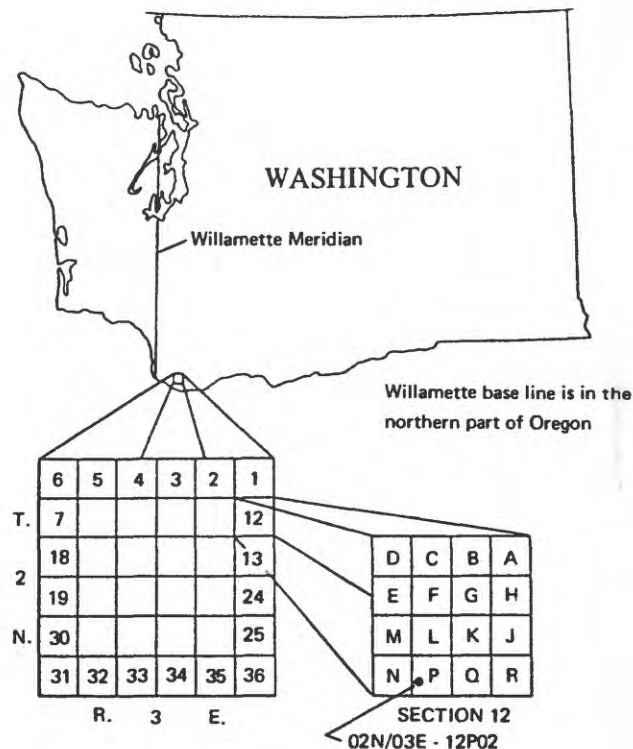 WASHINGTON
Willamette Meridian
Willamette base line is in the
northern part of Oregon
6 5 4 3 2 1
T. 7 12
18 13
2
19 24
N. 30 25
31 32 33 34 35 36
R. 3 E.
D C B A
E F G H
M L K J
N P Q R
SECTION 12
02N/03E - 12P02